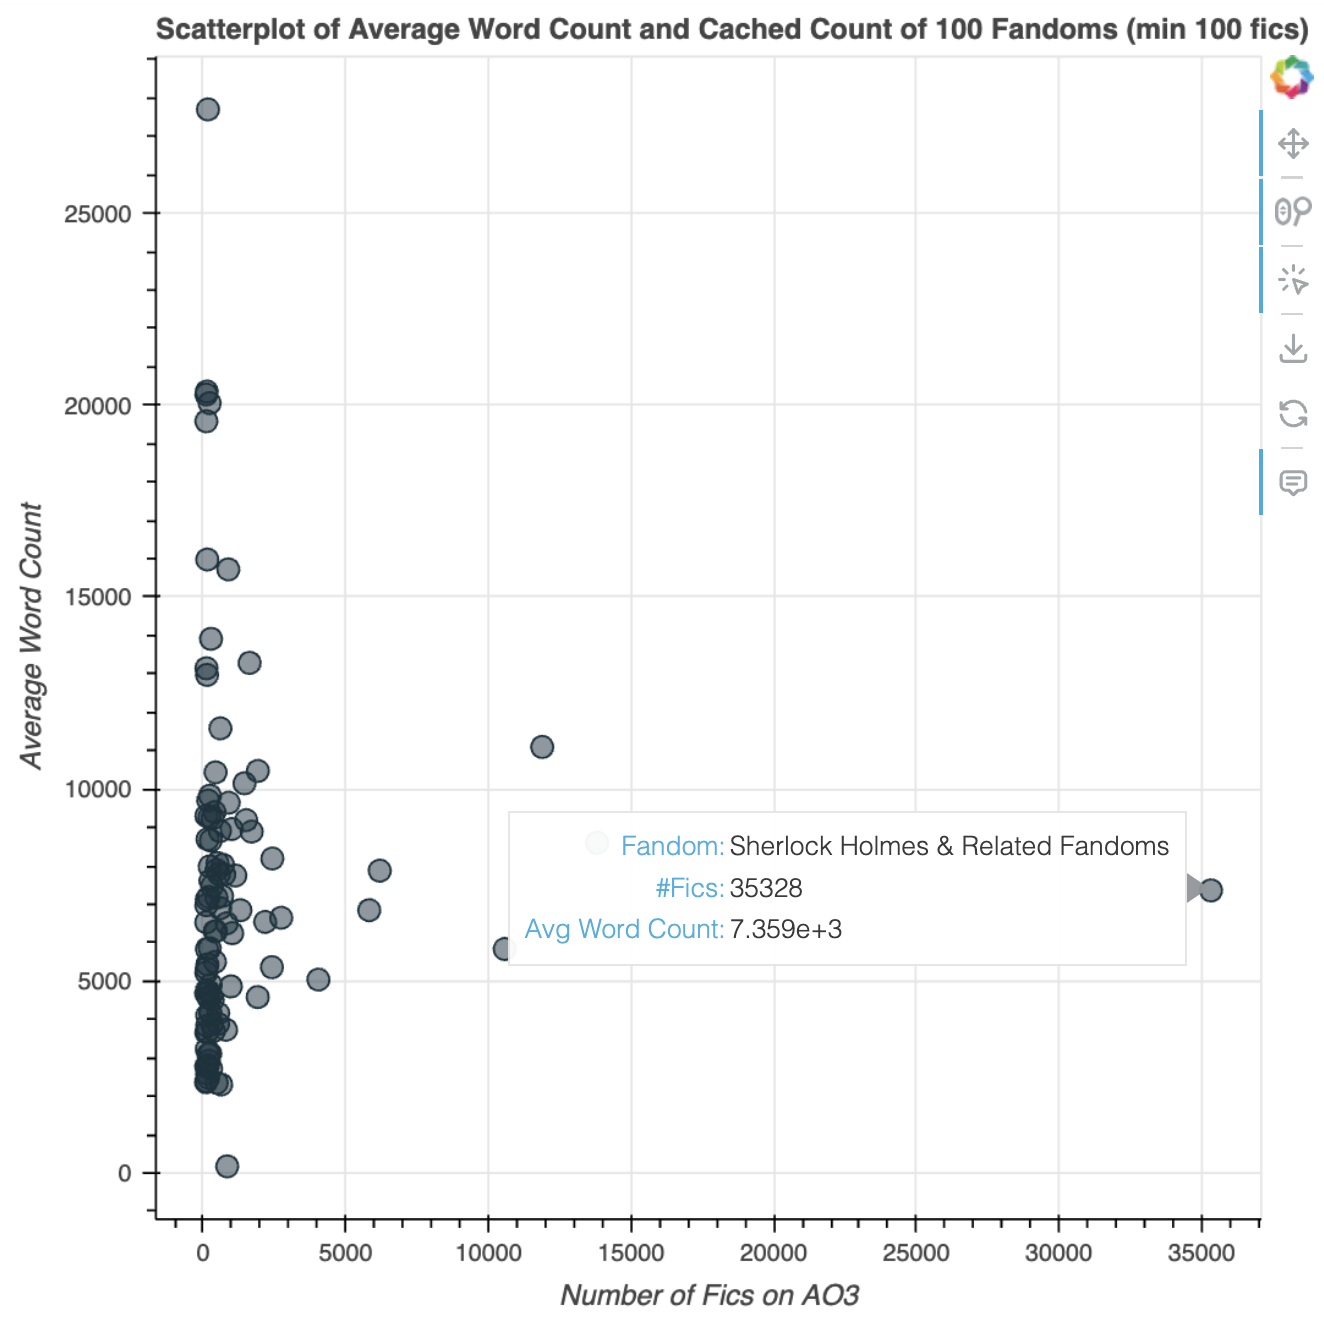 Scatterplot of Average Word Count and Cached Count of 100 Fandoms (min 100 fics)
25000
20000
15000
10000
5000
0
Average Word Count
Fandom: Sherlock Holmes & Related Fandoms
#Fics: 35328
Avg Word Count: 7.359e+3
0 5000 10000 15000 20000 25000 30000 35000
Number of Fics on AO3